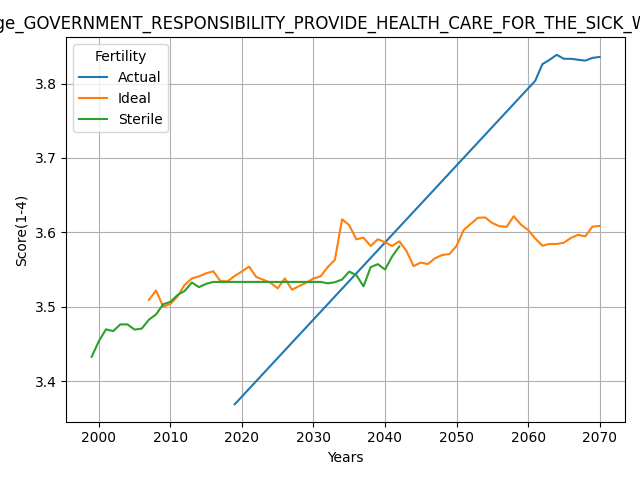 ge_GOVERNMENT_RESPONSIBILITY_PROVIDE_HEALTH_CARE_FOR_THE_SICK_W
Fertility
Actual
Ideal
Sterile
Score(1-4)
3.8
3.7
3.6
3.5
3.4
2000 2010 2020 2030 2040 2050 2060 2070
Years